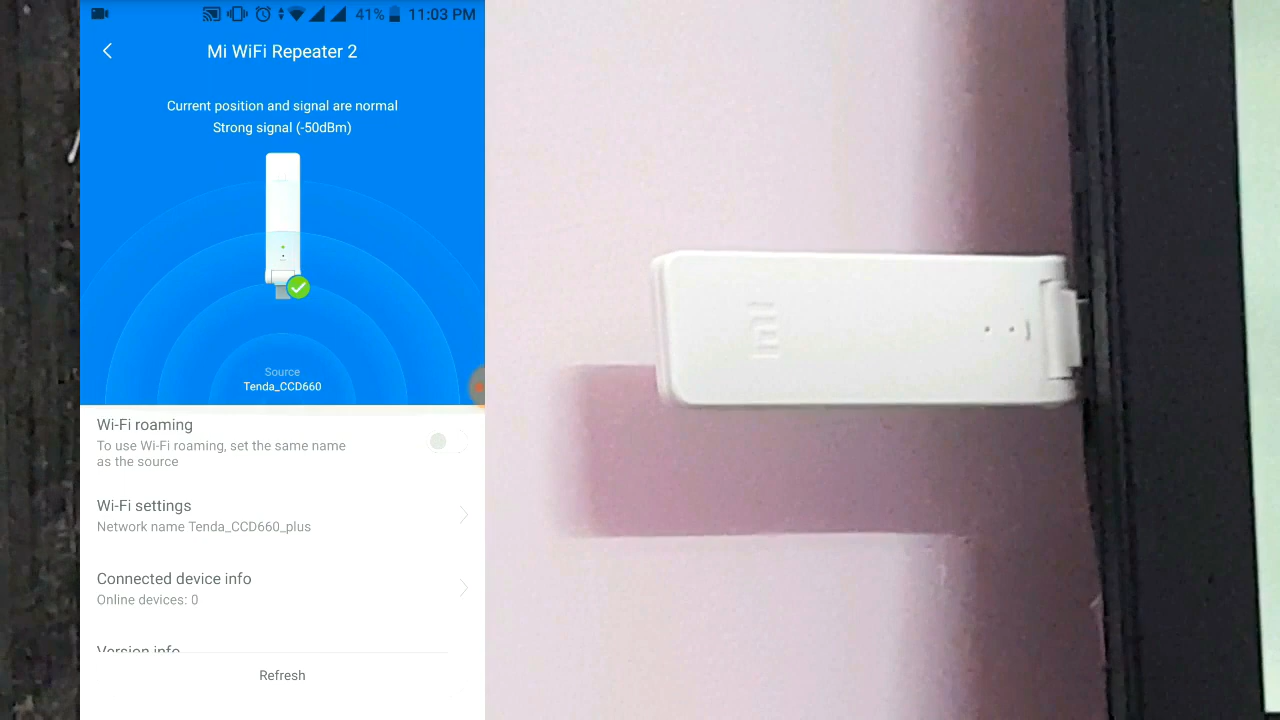 41% 11:03 PM
Mi WiFi Repeater 2
Current position and signal are normal
Strong signal (-50dBm)
Source
Tenda_CCD660
Wi-Fi roaming
To use Wi-Fi roaming, set the same name
as the source
Wi-Fi settings
Network name Tenda_CCD660_plus
Connected device info
Online devices: 0
Version info
Refresh
mi